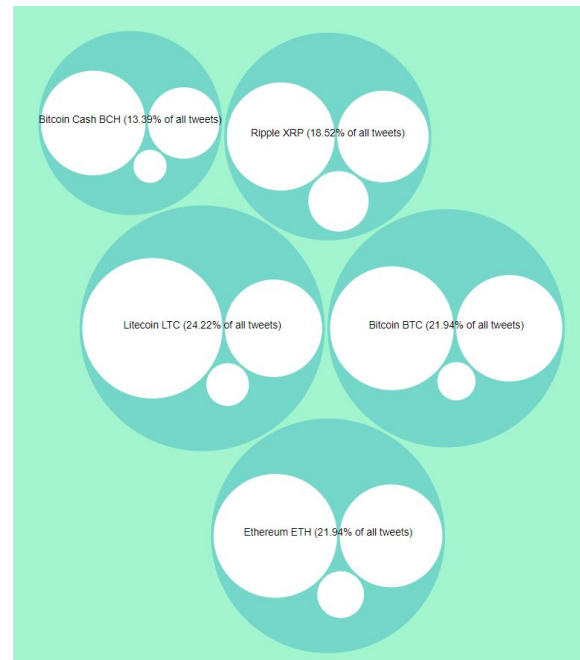 Bitcoin Cash BCH (13.39% of all tweets)
Ripple XRP (18.52% of all tweets)
Litecoin LTC (24.22% of all tweets)
Bitcoin BTC (21.94% of all tweets)
Ethereum ETH (21.94% of all tweets)